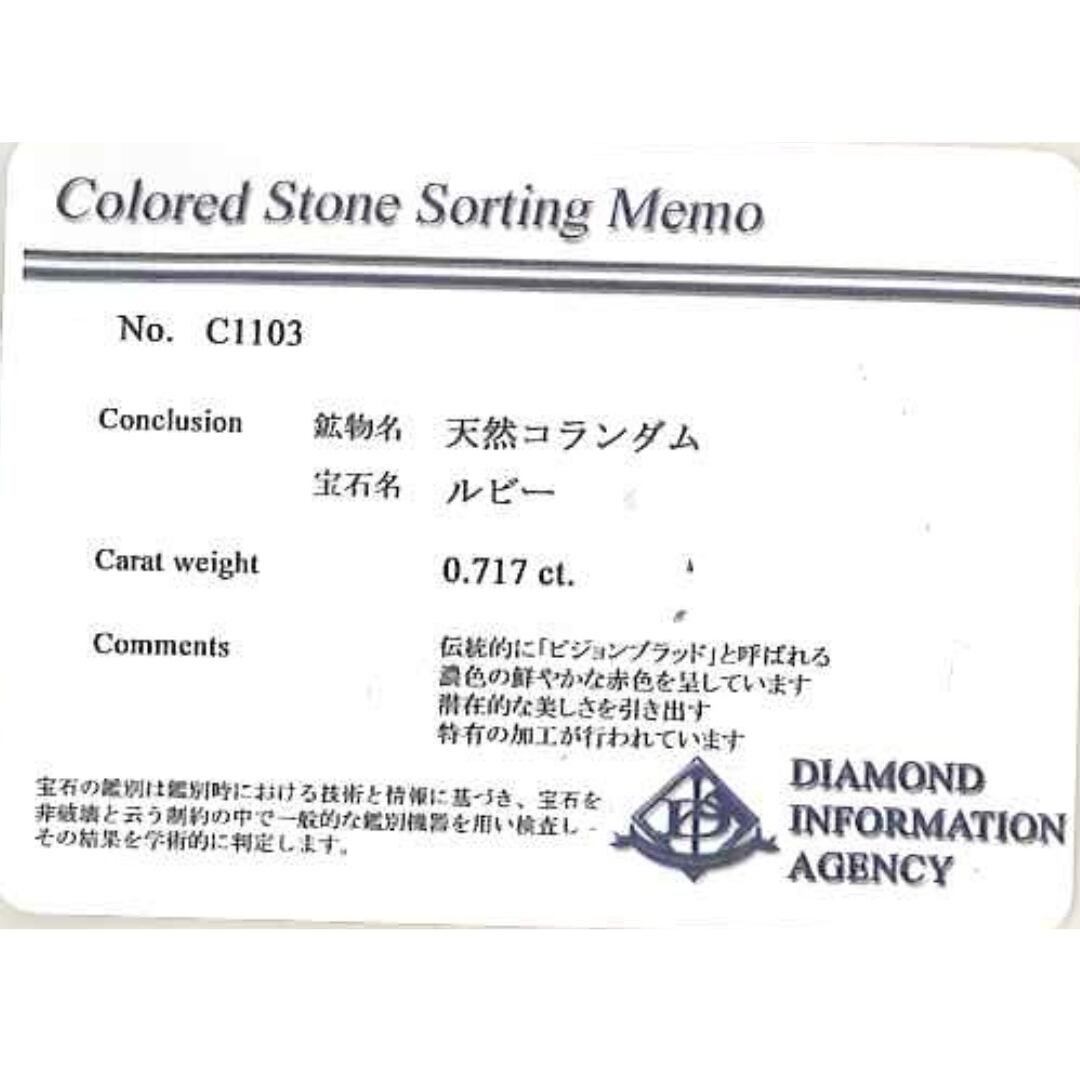 Colored Stone Sorting Memo
No. C1103
Conclusion 鉱物名 天然コランダム
宝石名 ルビー
Carat weight 0.717 ct.
Comments 伝統的に「ピジョンブラッド」と呼ばれる
濃色の鮮やかな赤色を呈しています
潜在的な美しさを引き出す
特有の加工が行われています
宝石の鑑別は鑑別時における技術と情報に基づき、宝石を
非破壊と云う制約の中で一般的な鑑別機器を用い検査し
その結果を学術的に判定します。
DIAMOND
INFORMATION
AGENCY